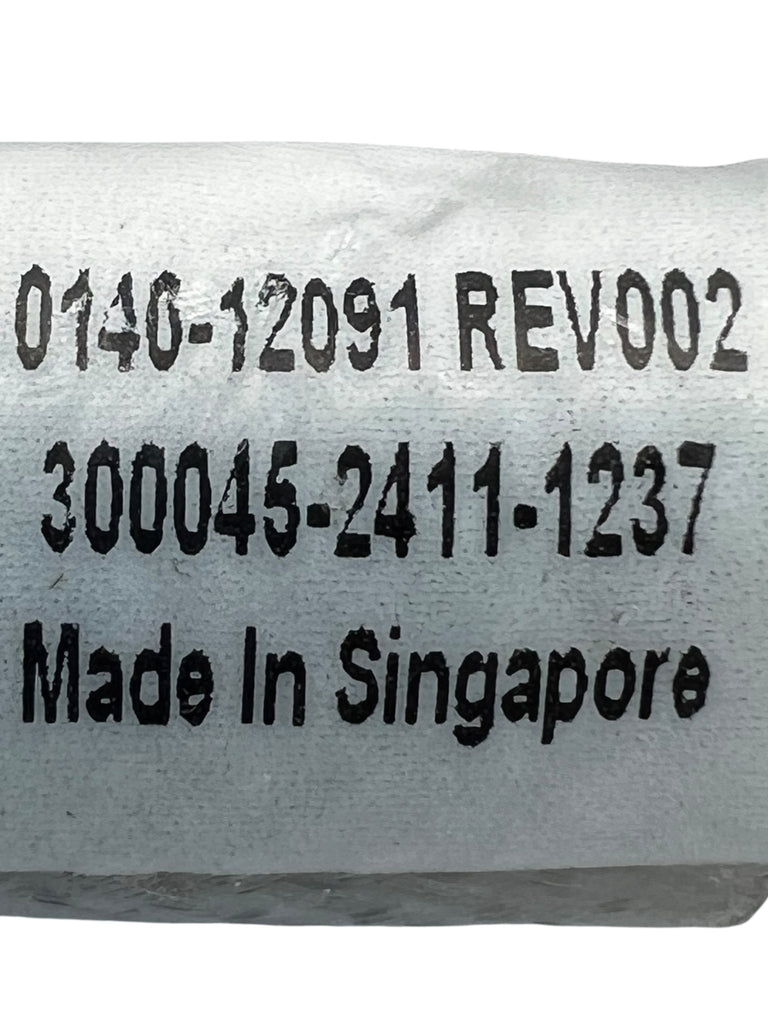 0140-12091 REV002
300045-2411-1237
Made In Singapore